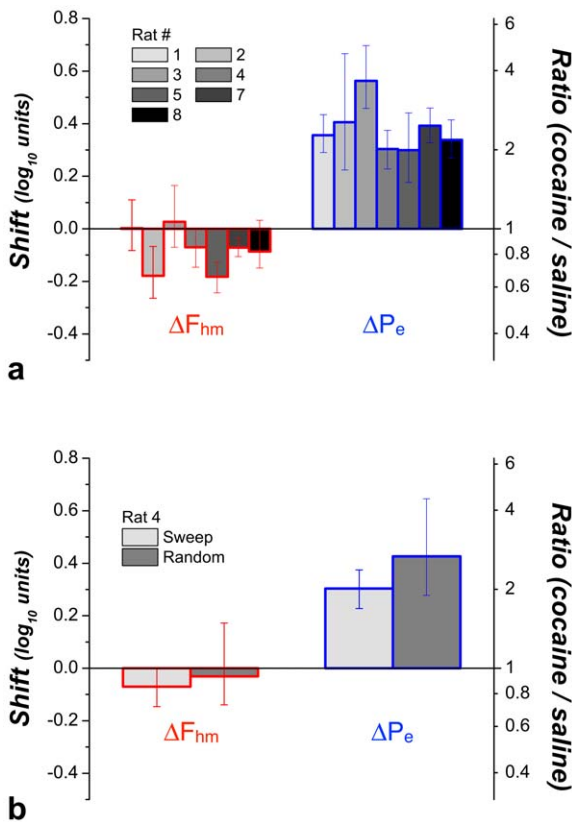 0.8
0.6
0.4
0.2
0.0
-0.2
-0.4
Shift (log10 units)
Rat #
1 2
3 4
5 7
8
ΔFhm
ΔPe
6
4
2
1
0.8
0.6
0.4
Ratio (cocaine / saline)
a
0.8
0.6
0.4
0.2
0.0
-0.2
-0.4
Shift (log10 units)
Rat 4
Sweep
Random
ΔFhm
ΔPe
6
4
2
1
0.8
0.6
0.4
Ratio (cocaine / saline)
b